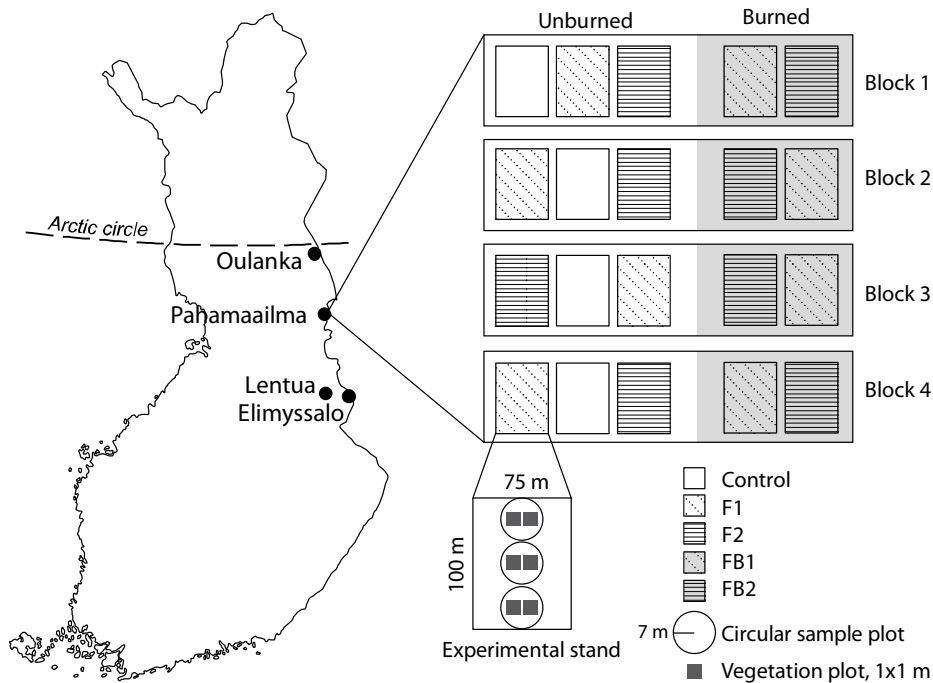 Unburned
Burned
Block 1
Block 2
Block 3
Block 4
Arctic circle
Oulanka
Pahamaailma
Lentua
Elimyssalo
75 m
100 m
Experimental stand
Control
F1
F2
FB1
FB2
7 m
Circular sample plot
Vegetation plot, 1x1 m